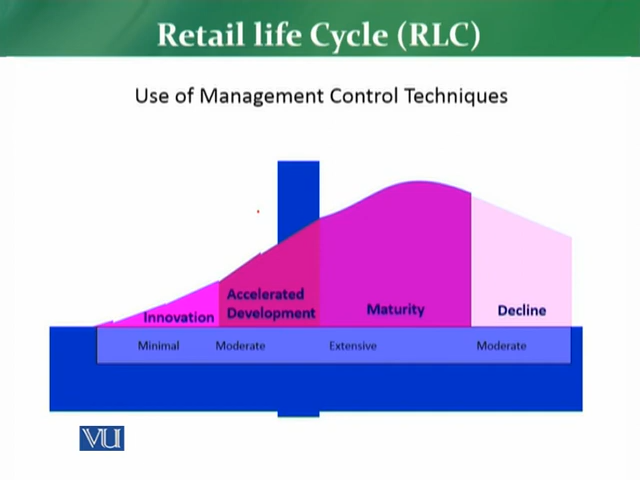 Retail life Cycle (RLC)
Use of Management Control Techniques
Innovation
Accelerated
Development
Maturity
Decline
Minimal
Moderate
Extensive
Moderate
VU